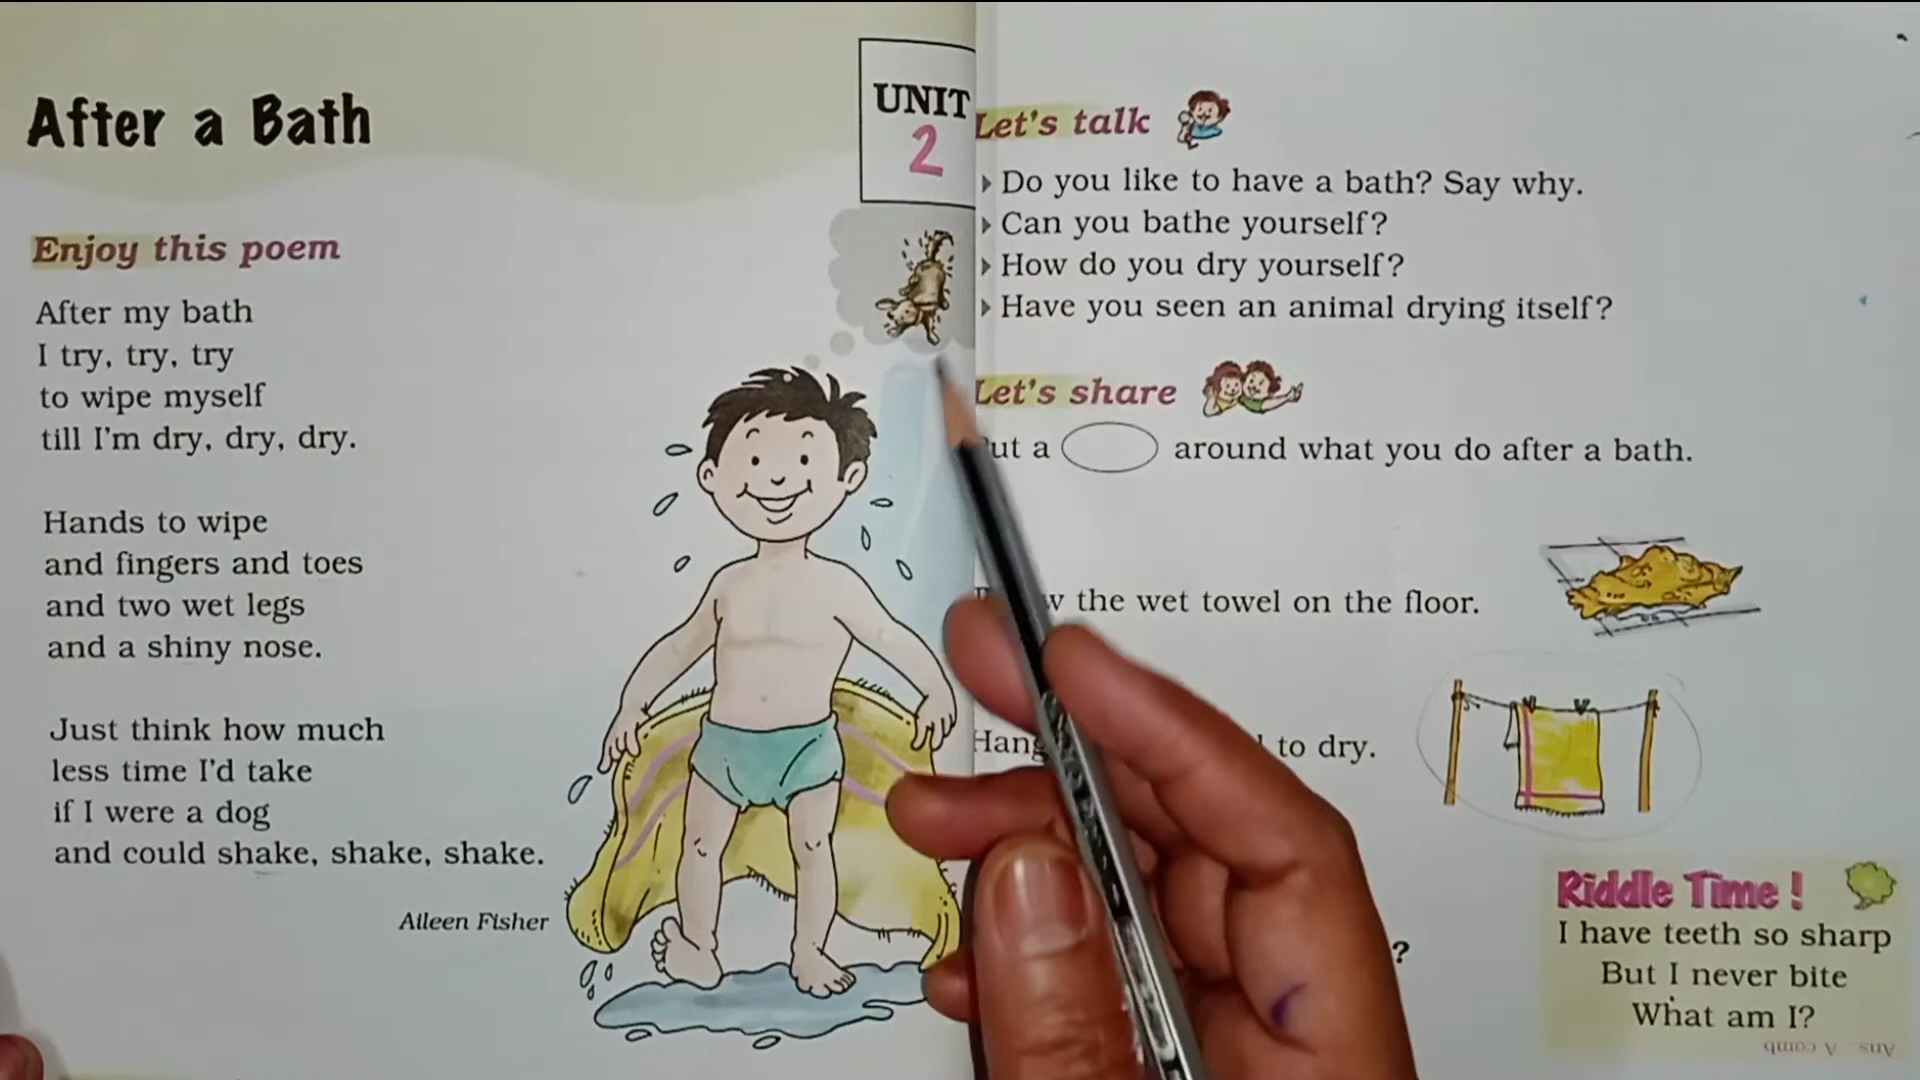 After a Bath
UNIT
2
Enjoy this poem
After my bath
I try, try, try
to wipe myself
till I'm dry, dry, dry.
Hands to wipe
and fingers and toes
and two wet legs
and a shiny nose.
Just think how much
less time I'd take
if I were a dog
and could shake, shake, shake.
Aileen Fisher
Let's talk
Do you like to have a bath? Say why.
Can you bathe yourself?
How do you dry yourself?
Have you seen an animal drying itself?
Let's share
a around what you do after a bath.
the wet towel on the floor.
to dry.
?
Riddle Time !
I have teeth so sharp
But I never bite
What am I?
Ans : A comb